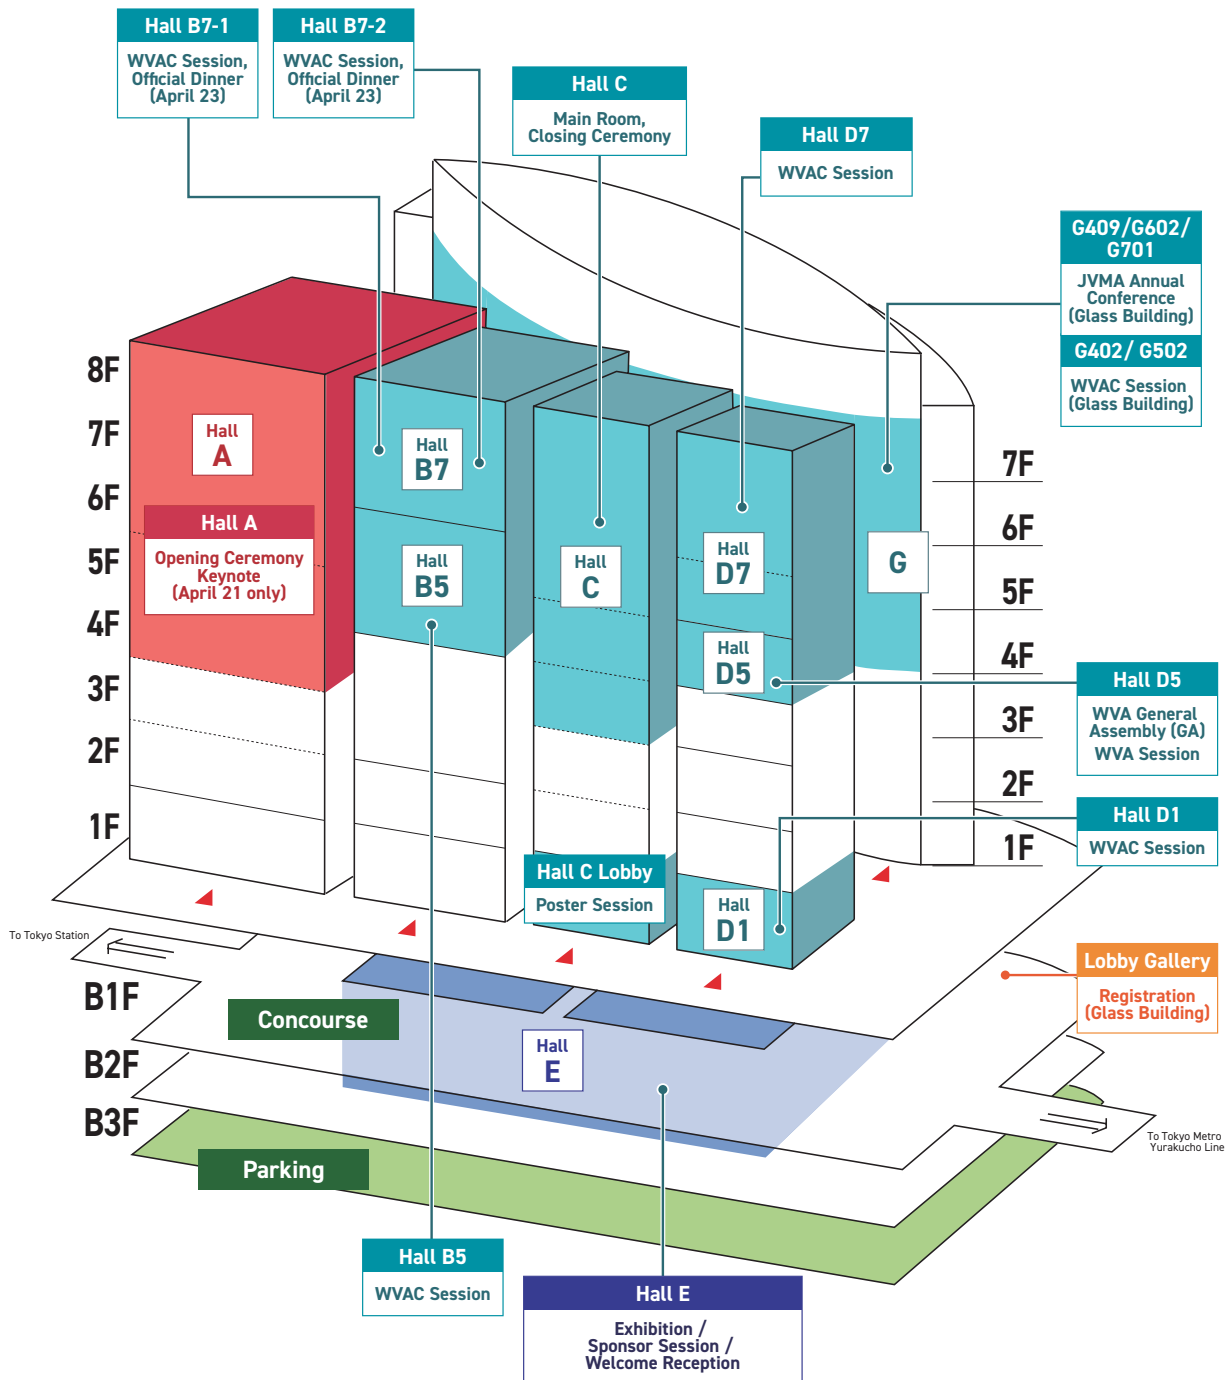 Hall B7-1
WVAC Session,
Official Dinner
(April 23)
Hall B7-2
WVAC Session,
Official Dinner
(April 23)
Hall C
Main Room,
Closing Ceremony
Hall D7
WVAC Session
G409/G602/
G701
JVMA Annual
Conference
(Glass Building)
G402/ G502
WVAC Session
(Glass Building)
8F
7F
6F
5F
4F
3F
2F
1F
Hall
A
Hall A
Opening Ceremony
Keynote
(April 21 only)
Hall
B7
Hall
B5
Hall
C
Hall
D7
Hall
D5
G
7F
6F
5F
4F
3F
2F
1F
Hall D5
WVA General
Assembly (GA)
WVA Session
Hall D1
WVAC Session
Hall C Lobby
Poster Session
Hall
D1
To Tokyo Station
Lobby Gallery
Registration
(Glass Building)
B1F
Concourse
Hall
E
B2F
B3F
Parking
To Tokyo Metro
Yurakucho Line
Hall B5
WVAC Session
Hall E
Exhibition /
Sponsor Session /
Welcome Reception